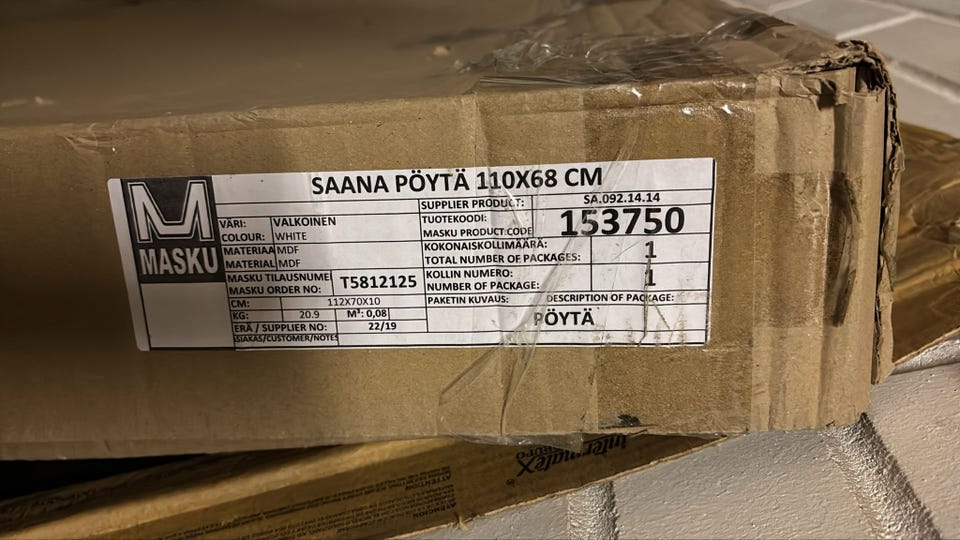 SAANA PÖYTÄ 110X68 CM
M
MASKU
VÄRI: VALKOINEN
COLOUR: WHITE
MATERIAA MDF
MATERIAL MDF
MASKU TILAUSNUME
MASKU ORDER NO: T5812125
CM: 112X70X10
KG: 20.9 M³: 0,08
ERÄ / SUPPLIER NO: 22/19
ASIAKAS/CUSTOMER/NOTES
SUPPLIER PRODUCT: SA.092.14.14
TUOTEKOODI:
MASKU PRODUCT CODE 153750
KOKONAISKOLLIMÄÄRÄ:
TOTAL NUMBER OF PACKAGES: 1
KOLLIN NUMERO:
NUMBER OF PACKAGE: 1
PAKETIN KUVAUS: DESCRIPTION OF PACKAGE:
PÖYTÄ
Intermatex
GRUPO
ATTENTION